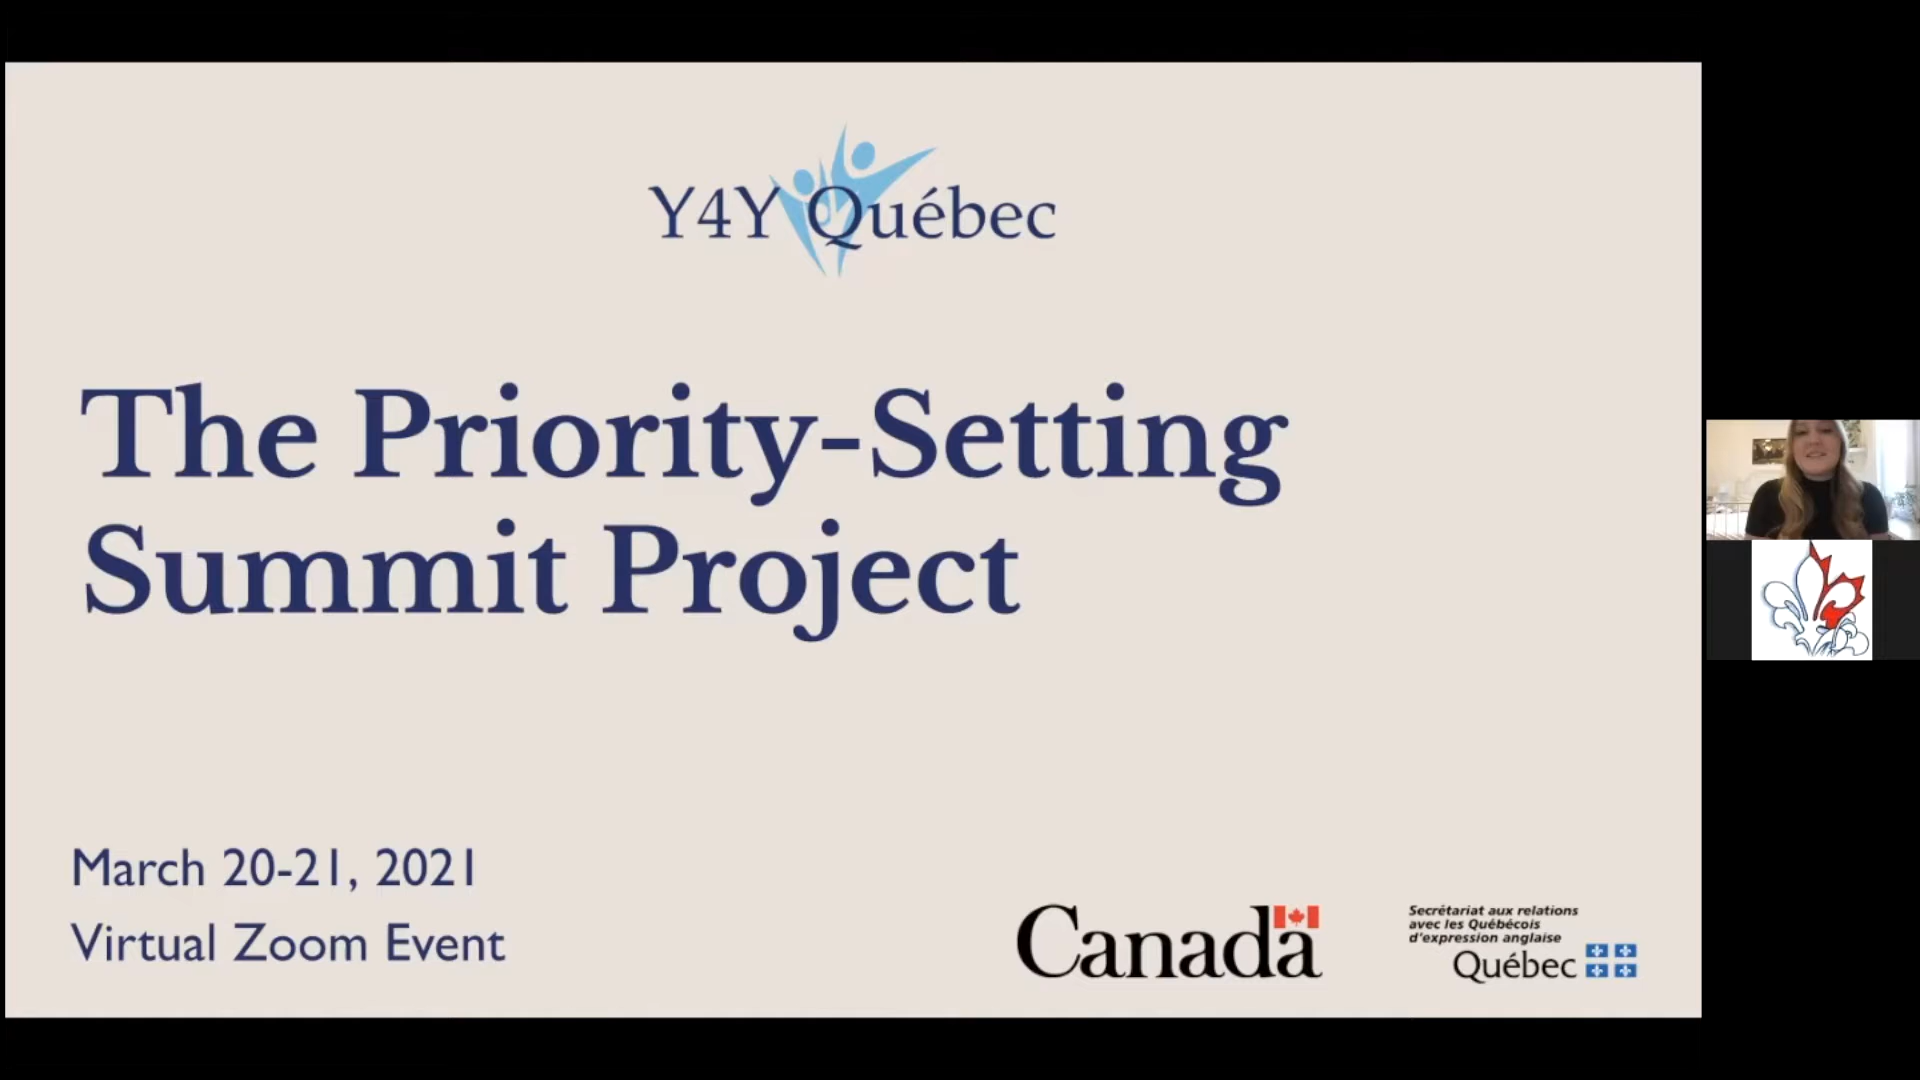 Y4Y Québec
The Priority-Setting
Summit Project
March 20-21, 2021
Virtual Zoom Event
Canada
Secrétariat aux relations
avec les Québécois
d'expression anglaise
Québec